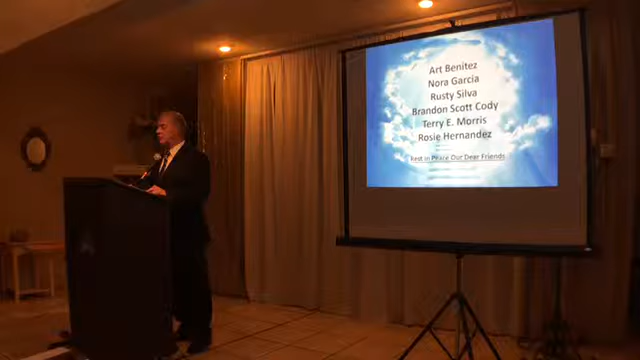 Art Benitez
Nora Garcia
Rusty Silva
Brandon Scott Cody
Terry E. Morris
Rosie Hernandez
Rest in Peace Our Dear Friends